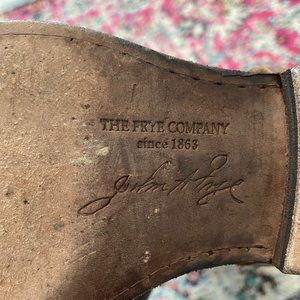 THE FRYE COMPANY
since 1863
John A Frye